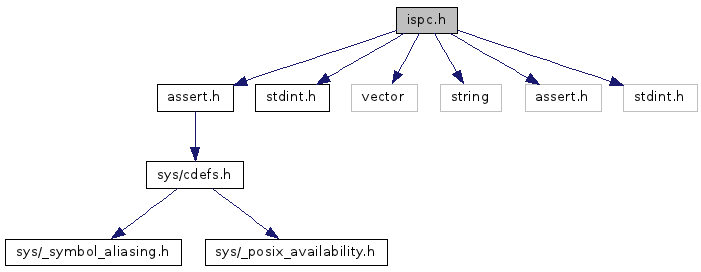 ispc.h
assert.h
stdint.h
vector
string
assert.h
stdint.h
sys/cdefs.h
sys/_symbol_aliasing.h
sys/_posix_availability.h